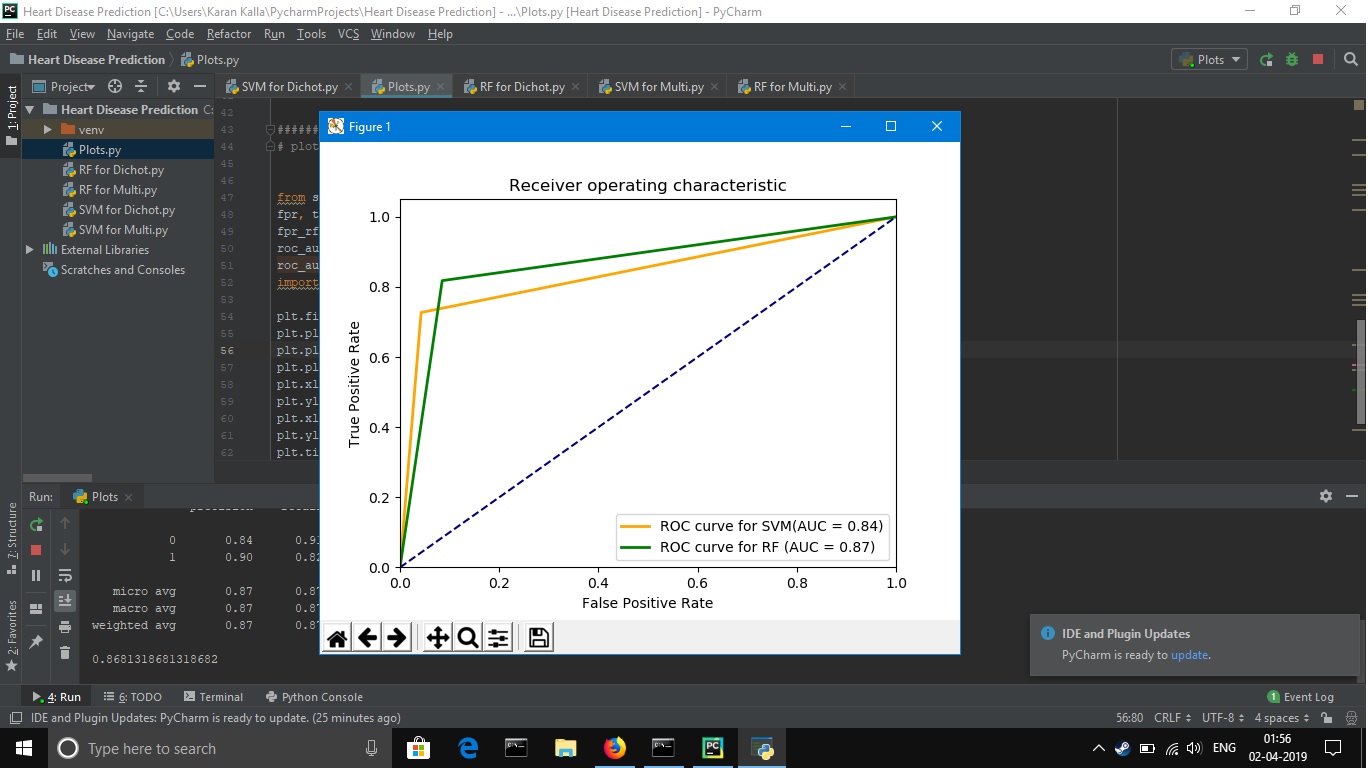 Heart Disease Prediction [C:\Users\Karan Kalla\PycharmProjects\Heart Disease Prediction] - ...\Plots.py [Heart Disease Prediction] - PyCharm
File Edit View Navigate Code Refactor Run Tools VCS Window Help
Heart Disease Prediction Plots.py
Plots
1: Project
Project
SVM for Dichot.py Plots.py RF for Dichot.py SVM for Multi.py RF for Multi.py
Heart Disease Prediction C:
venv
Plots.py
RF for Dichot.py
RF for Multi.py
SVM for Dichot.py
SVM for Multi.py
External Libraries
Scratches and Consoles
42
43 ######
44 # plot
45
46
47 from s
48 fpr, t
49 fpr_rf
50 roc_au
51 roc_au
52 import
53
54 plt.fi
55 plt.pl
56 plt.pl
57 plt.pl
58 plt.xl
59 plt.yl
60 plt.xl
61 plt.yl
62 plt.ti
Figure 1
Receiver operating characteristic
1.0
0.8
0.6
0.4
0.2
0.0
True Positive Rate
0.0 0.2 0.4 0.6 0.8 1.0
False Positive Rate
ROC curve for SVM(AUC = 0.84)
ROC curve for RF (AUC = 0.87)
Run: Plots
0 0.84
1 0.90
micro avg 0.87
macro avg 0.87
weighted avg 0.87
0.8681318681318682
7: Structure
2: Favorites
IDE and Plugin Updates
PyCharm is ready to update.
4: Run 6: TODO Terminal Python Console 1 Event Log
IDE and Plugin Updates: PyCharm is ready to update. (25 minutes ago) 56:80 CRLF UTF-8 4 spaces
Type here to search
ENG
01:56
02-04-2019